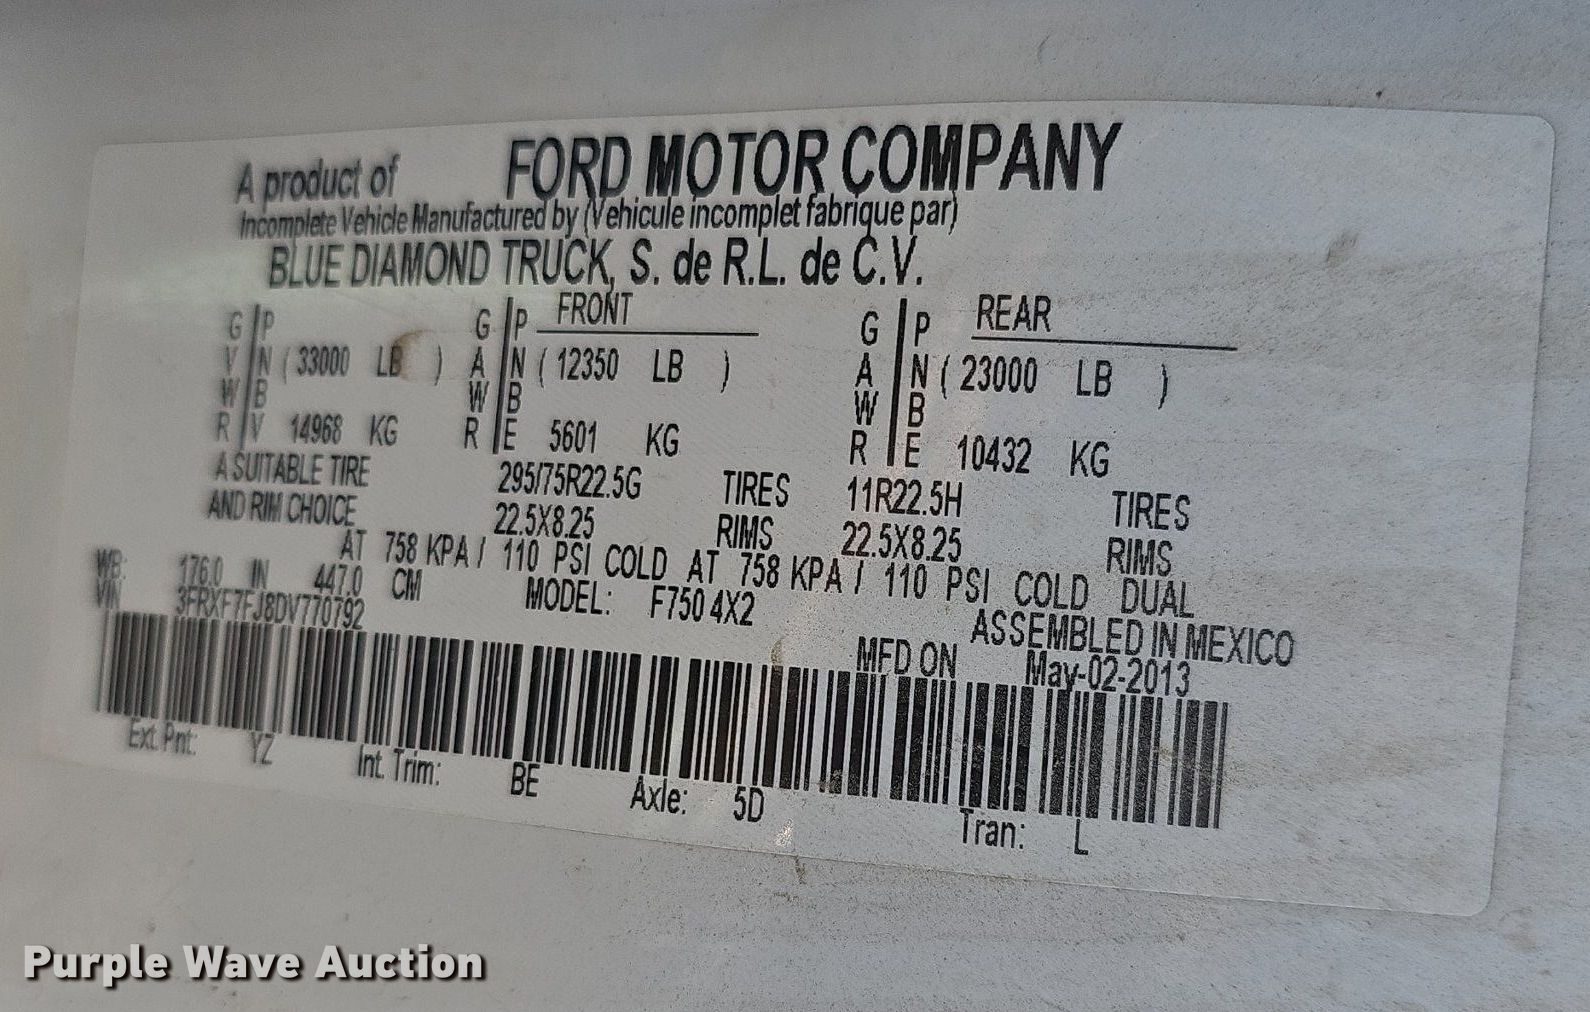 A product of FORD MOTOR COMPANY
Incomplete Vehicle Manufactured by (Vehicule incomplet fabrique par)
BLUE DIAMOND TRUCK, S. de R.L. de C.V.
FRONT REAR
G P G P G P
V N ( 33000 LB ) A N ( 12350 LB ) A N ( 23000 LB )
W B W B W B
R V 14968 KG R E 5601 KG R E 10432 KG
A SUITABLE TIRE 295/75R22.5G TIRES 11R22.5H TIRES
AND RIM CHOICE 22.5X8.25 RIMS 22.5X8.25 RIMS
AT 758 KPA / 110 PSI COLD AT 758 KPA / 110 PSI COLD DUAL
WB: 176.0 IN 447.0 CM MODEL: F750 4X2 ASSEMBLED IN MEXICO
VIN 3FRXF7FJ8DV770792 MFD ON May-02-2013
Ext. Pnt: YZ Int. Trim: BE Axle: 5D Tran: L
Purple Wave Auction